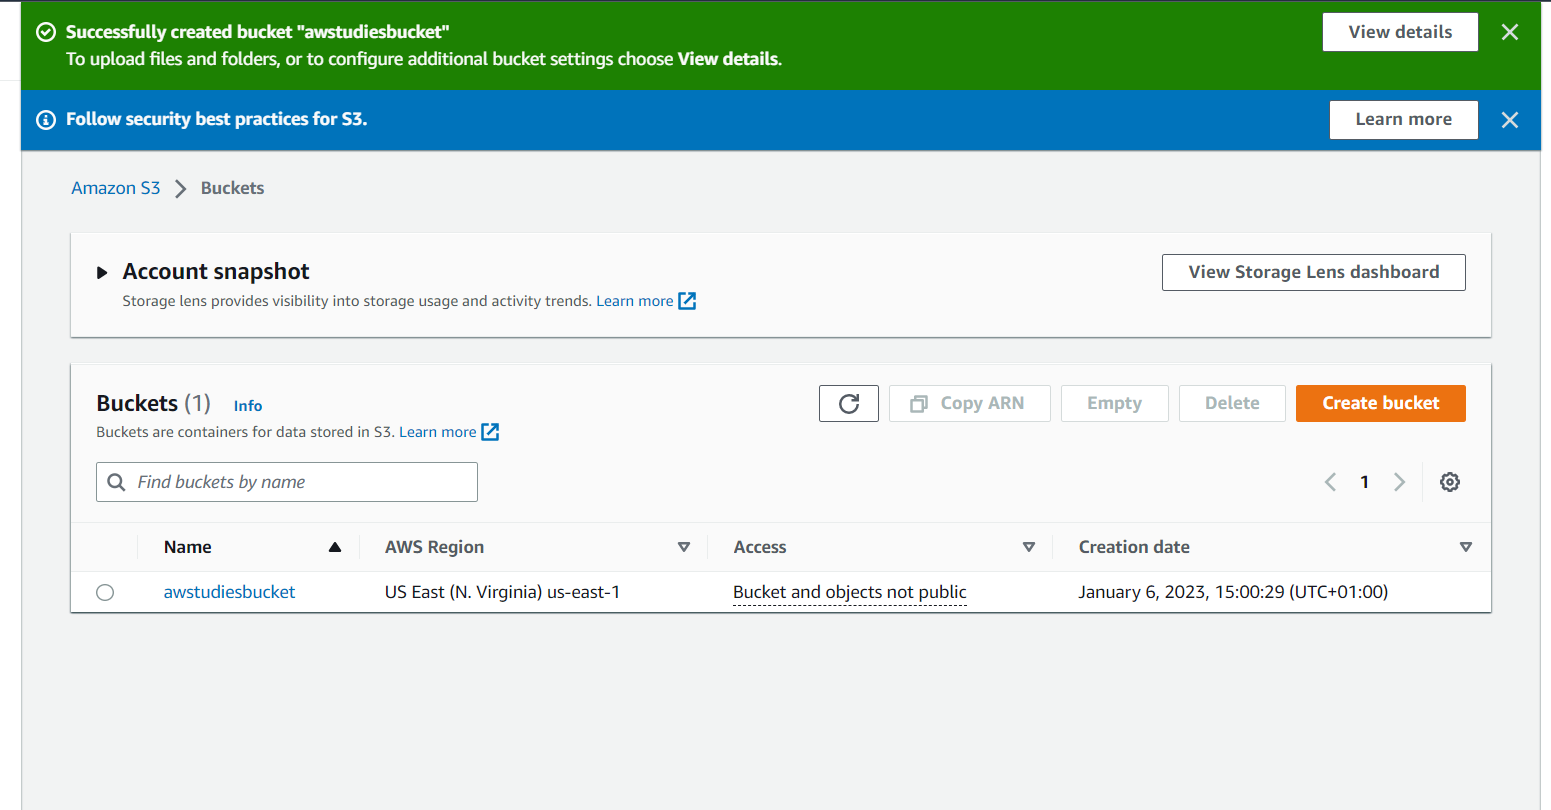 Successfully created bucket "awstudiesbucket"
To upload files and folders, or to configure additional bucket settings choose View details.
View details
Follow security best practices for S3.
Learn more
Amazon S3 Buckets
Account snapshot
Storage lens provides visibility into storage usage and activity trends. Learn more
View Storage Lens dashboard
Buckets (1) Info
Buckets are containers for data stored in S3. Learn more
Copy ARN Empty Delete Create bucket
Find buckets by name
1
Name AWS Region Access Creation date
awstudiesbucket US East (N. Virginia) us-east-1 Bucket and objects not public January 6, 2023, 15:00:29 (UTC+01:00)